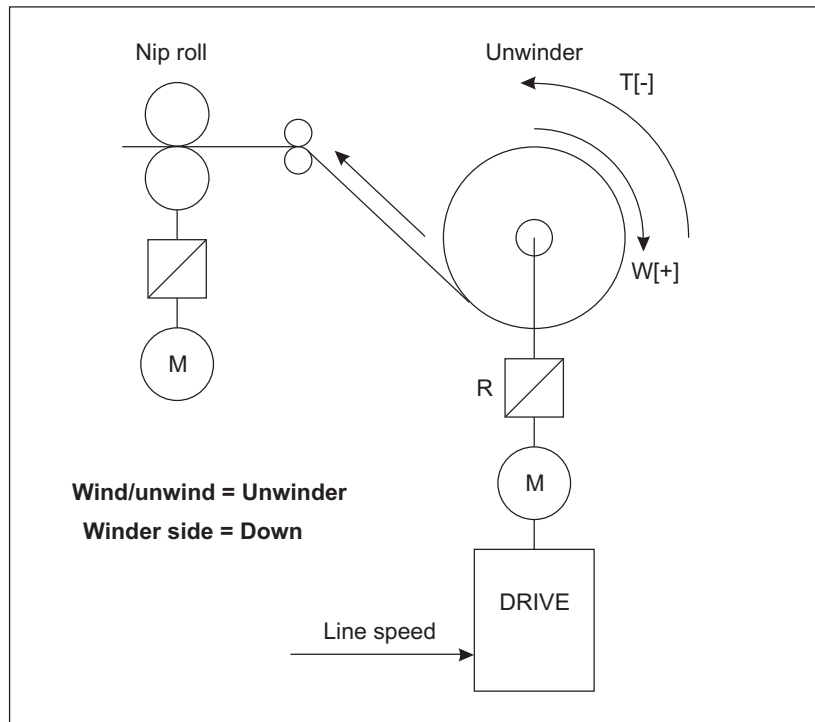 Nip roll
Unwinder
T[-]
W[+]
R
M
M
Wind/unwind = Unwinder
Winder side = Down
DRIVE
Line speed